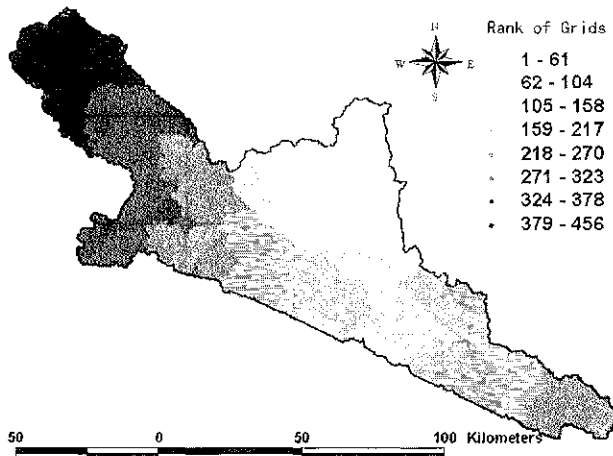 N
W E
S
Rank of Grids
1 - 61
62 - 104
105 - 158
159 - 217
218 - 270
271 - 323
324 - 378
379 - 456
50 0 50 100 Kilometers